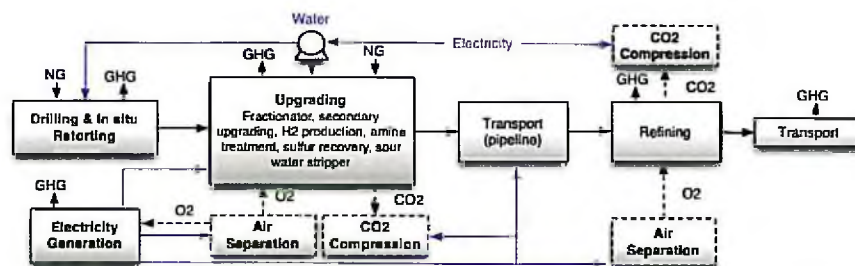 Water
Electricity
CO2
Compression
NG
GHG
GHG
NG
GHG
CO2
GHG
Drilling & In situ
Retorting
Upgrading
Fractionator, secondary
upgrading, H2 production, amine
treatment, sulfur recovery, sour
water stripper
Transport
(pipeline)
Refining
Transport
GHG
O2
O2
CO2
O2
Electricity
Generation
Air
Separation
CO2
Compression
Air
Separation